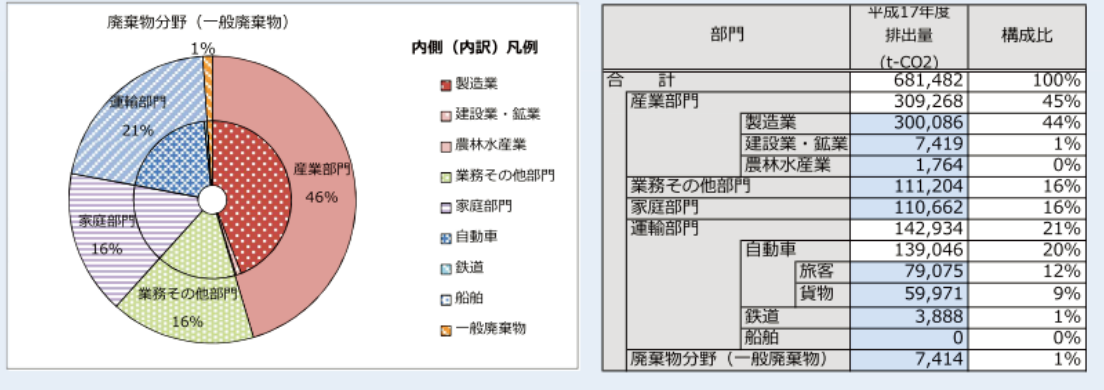 廃棄物分野（一般廃棄物）
1%
運輸部門
21%
産業部門
46%
家庭部門
16%
業務その他部門
16%
内側（内訳）凡例
製造業
建設業・鉱業
農林水産業
業務その他部門
家庭部門
自動車
鉄道
船舶
一般廃棄物
部門 平成17年度 排出量 (t-CO2) 構成比
合 計 681,482 100%
産業部門 309,268 45%
製造業 300,086 44%
建設業・鉱業 7,419 1%
農林水産業 1,764 0%
業務その他部門 111,204 16%
家庭部門 110,662 16%
運輸部門 142,934 21%
自動車 139,046 20%
旅客 79,075 12%
貨物 59,971 9%
鉄道 3,888 1%
船舶 0 0%
廃棄物分野（一般廃棄物） 7,414 1%